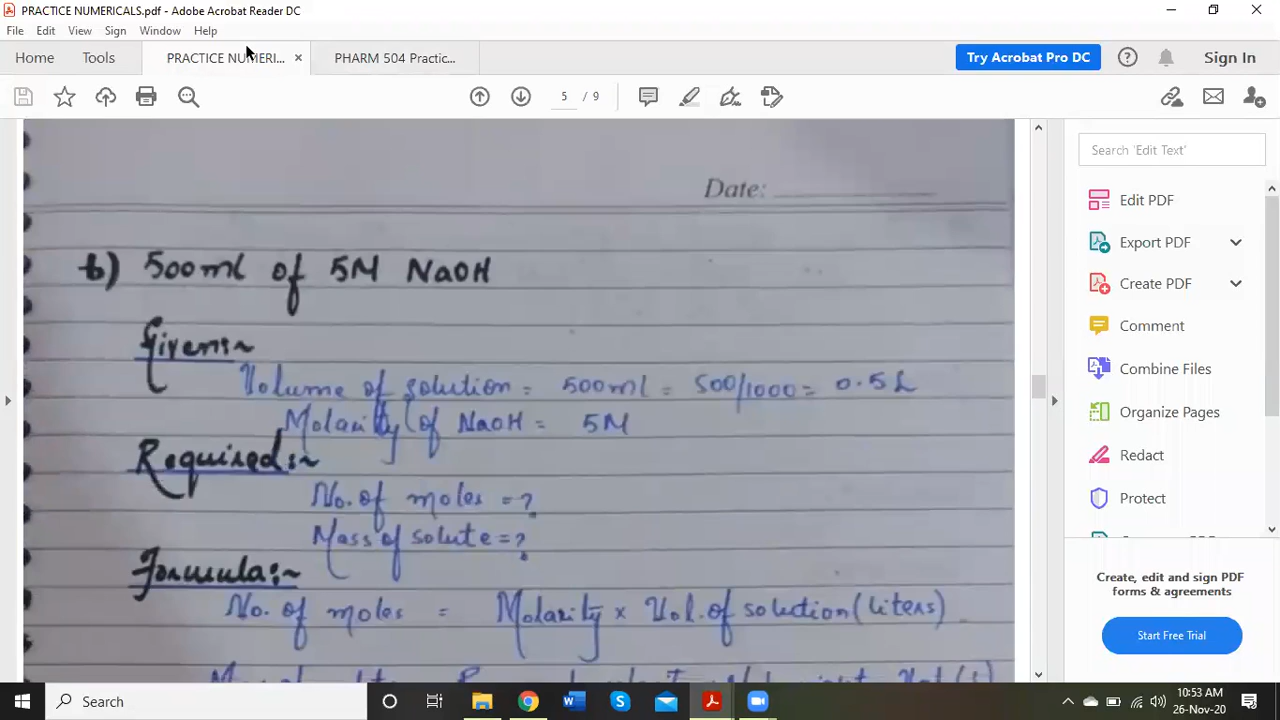 PRACTICE NUMERICALS.pdf - Adobe Acrobat Reader DC
File Edit View Sign Window Help
Home Tools PRACTICE NUMERI... × PHARM 504 Practic... Try Acrobat Pro DC Sign In
5 / 9
Search 'Edit Text'
Date:
b) 500ml of 5M NaOH
Given:~
Volume of solution = 500ml = 500/1000 = 0.5L
Molarity of NaOH = 5M
Required:~
No. of moles = ?
Mass of solute = ?
Formula:~
No. of moles = Molarity × Vol. of solution (liters)
Edit PDF
Export PDF
Create PDF
Comment
Combine Files
Organize Pages
Redact
Protect
Create, edit and sign PDF
forms & agreements
Start Free Trial
Search
10:53 AM
26-Nov-20